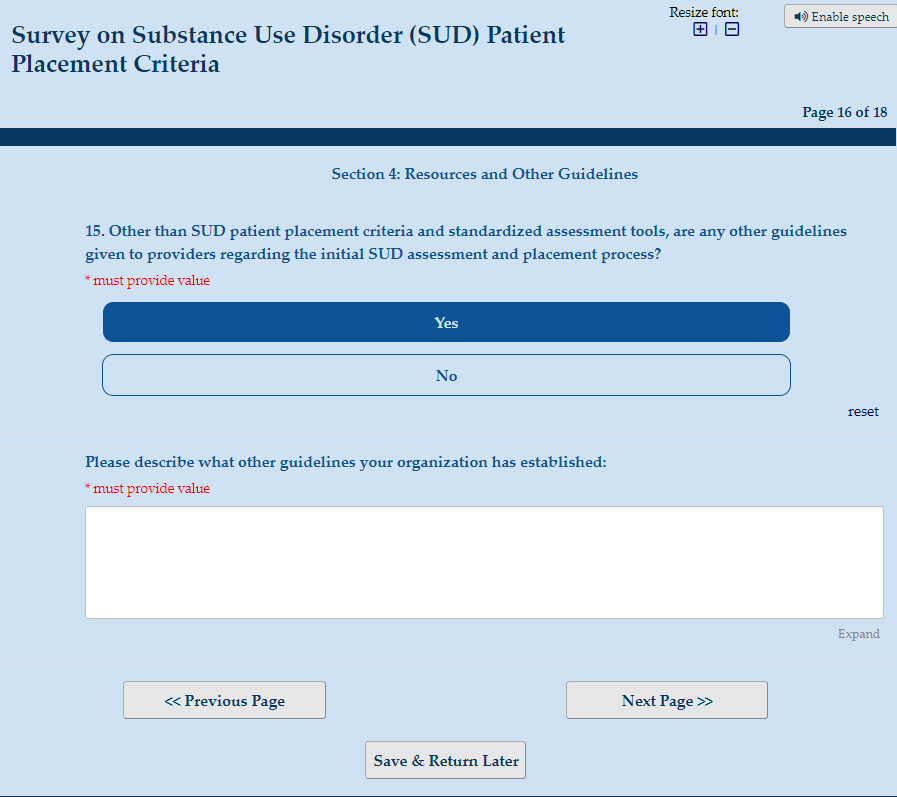 Resize font:
Enable speech
Survey on Substance Use Disorder (SUD) Patient
Placement Criteria
Page 16 of 18
Section 4: Resources and Other Guidelines
15. Other than SUD patient placement criteria and standardized assessment tools, are any other guidelines
given to providers regarding the initial SUD assessment and placement process?
* must provide value
Yes
No
reset
Please describe what other guidelines your organization has established:
* must provide value
Expand
<< Previous Page
Next Page >>
Save & Return Later